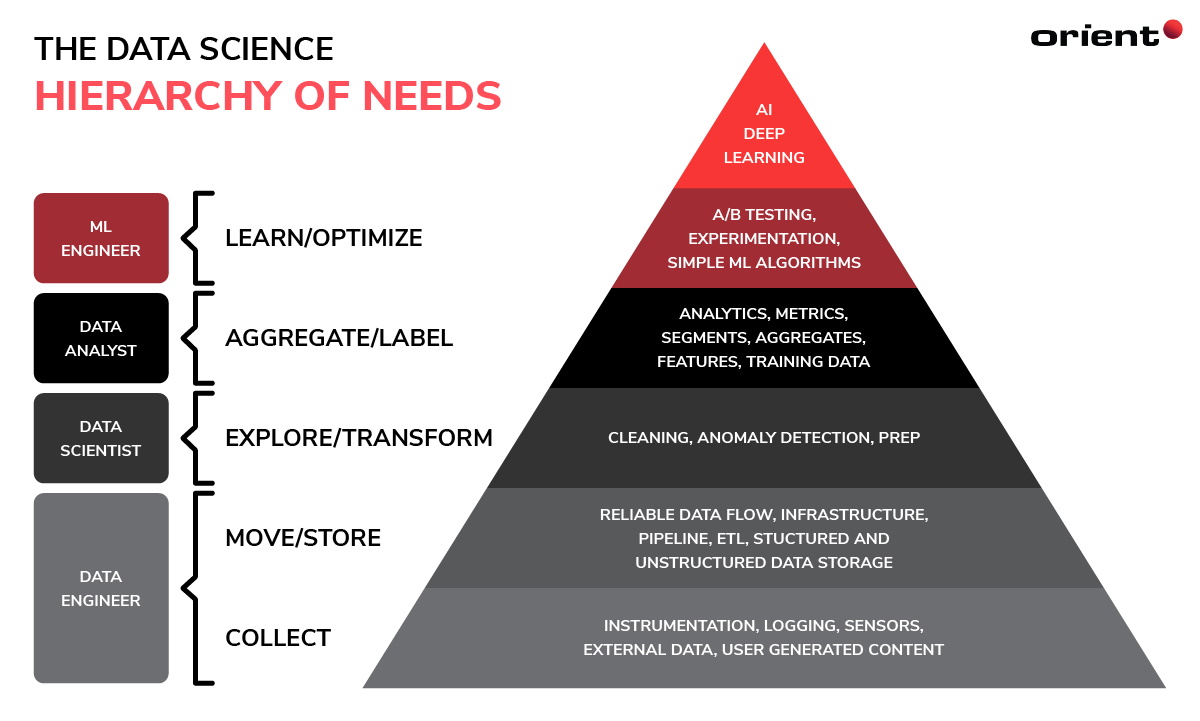 THE DATA SCIENCE
HIERARCHY OF NEEDS
orient
AI
DEEP
LEARNING
ML
ENGINEER
LEARN/OPTIMIZE
A/B TESTING,
EXPERIMENTATION,
SIMPLE ML ALGORITHMS
DATA
ANALYST
AGGREGATE/LABEL
ANALYTICS, METRICS,
SEGMENTS, AGGREGATES,
FEATURES, TRAINING DATA
DATA
SCIENTIST
EXPLORE/TRANSFORM
CLEANING, ANOMALY DETECTION, PREP
DATA
ENGINEER
MOVE/STORE
RELIABLE DATA FLOW, INFRASTRUCTURE,
PIPELINE, ETL, STUCTURED AND
UNSTRUCTURED DATA STORAGE
COLLECT
INSTRUMENTATION, LOGGING, SENSORS,
EXTERNAL DATA, USER GENERATED CONTENT